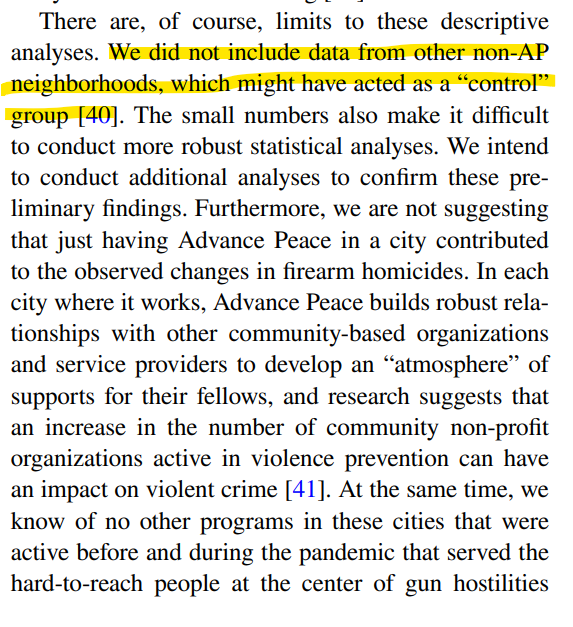 There are, of course, limits to these descriptive
analyses. We did not include data from other non-AP
neighborhoods, which might have acted as a “control”
group [40]. The small numbers also make it difficult
to conduct more robust statistical analyses. We intend
to conduct additional analyses to confirm these pre-
liminary findings. Furthermore, we are not suggesting
that just having Advance Peace in a city contributed
to the observed changes in firearm homicides. In each
city where it works, Advance Peace builds robust rela-
tionships with other community-based organizations
and service providers to develop an “atmosphere” of
supports for their fellows, and research suggests that
an increase in the number of community non-profit
organizations active in violence prevention can have
an impact on violent crime [41]. At the same time, we
know of no other programs in these cities that were
active before and during the pandemic that served the
hard-to-reach people at the center of gun hostilities